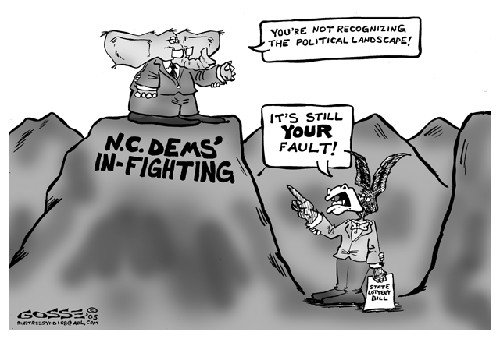 YOU'RE NOT RECOGNIZING
THE POLITICAL LANDSCAPE!
N.C. DEMS'
IN-FIGHTING
IT'S STILL
YOUR
FAULT!
STATE
LOTTERY
BILL
GOSSE ©
'05